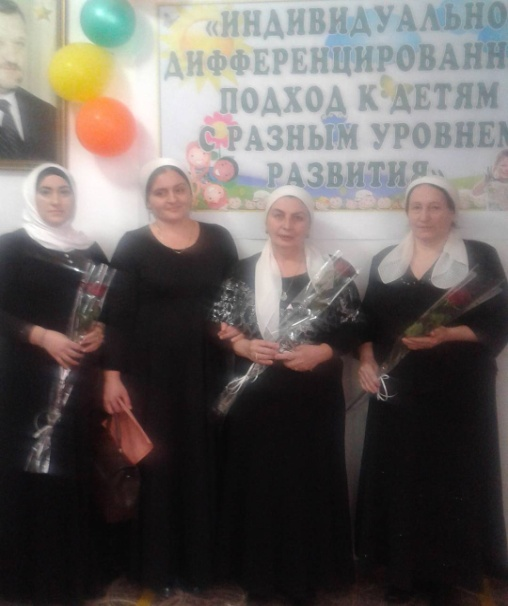 «ИНДИВИДУАЛЬНО
ДИФФЕРЕНЦИРОВАНН
ПОДХОД К ДЕТЯМ
С РАЗНЫМ УРОВНЕМ
РАЗВИТИЯ»